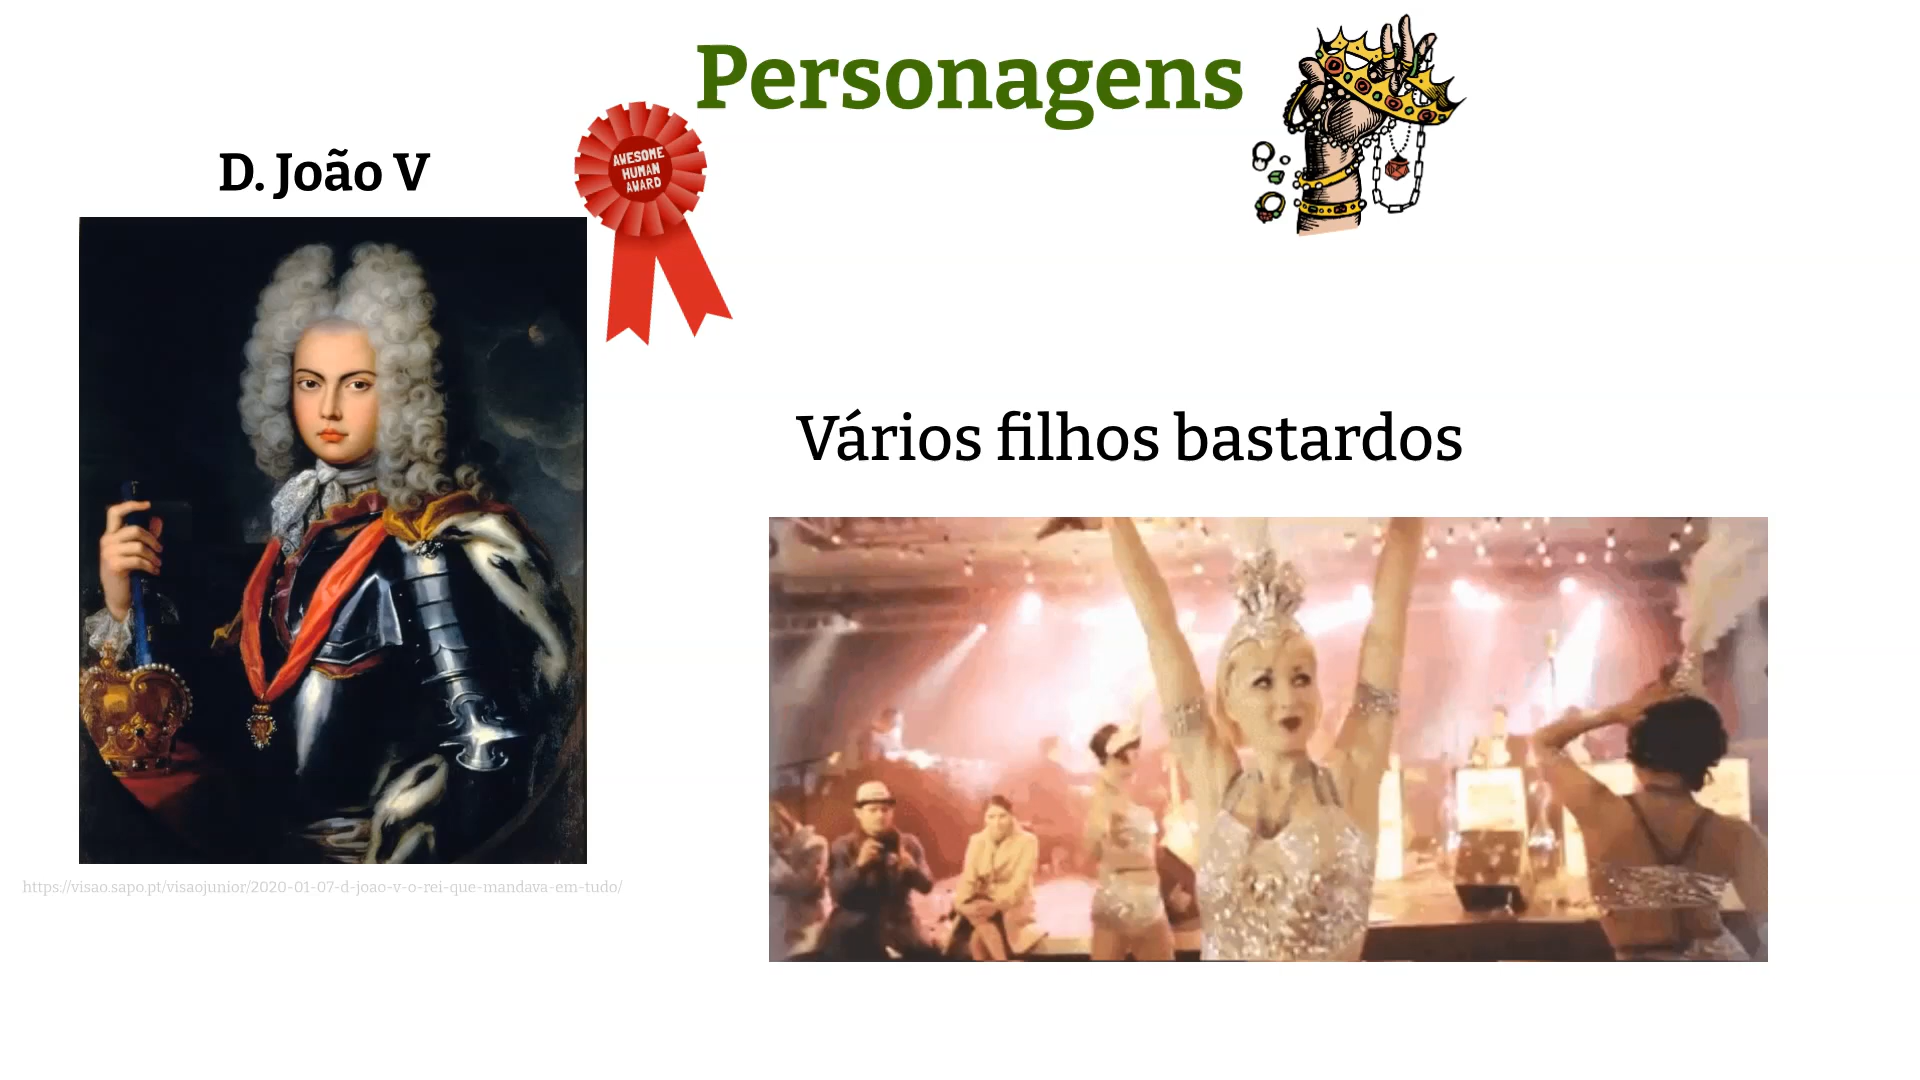 Personagens
D. João V
AWESOME
HUMAN
AWARD
Vários filhos bastardos
https://visao.sapo.pt/visaojunior/2020-01-07-d-joao-v-o-rei-que-mandava-em-tudo/